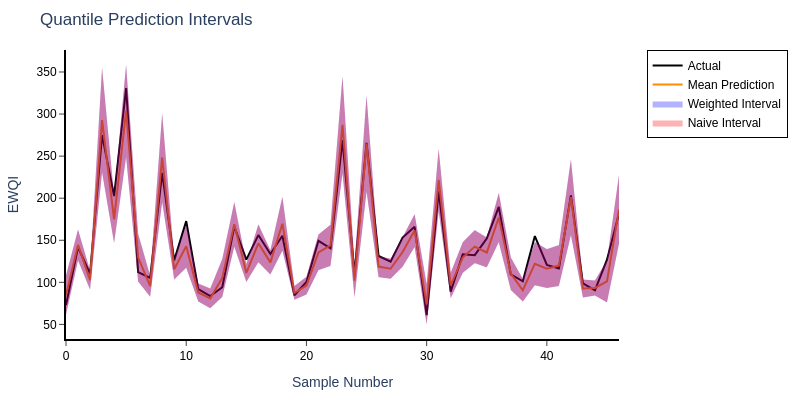 Quantile Prediction Intervals
EWQI
350
300
250
200
150
100
50
0
10
20
30
40
Sample Number
Actual
Mean Prediction
Weighted Interval
Naive Interval